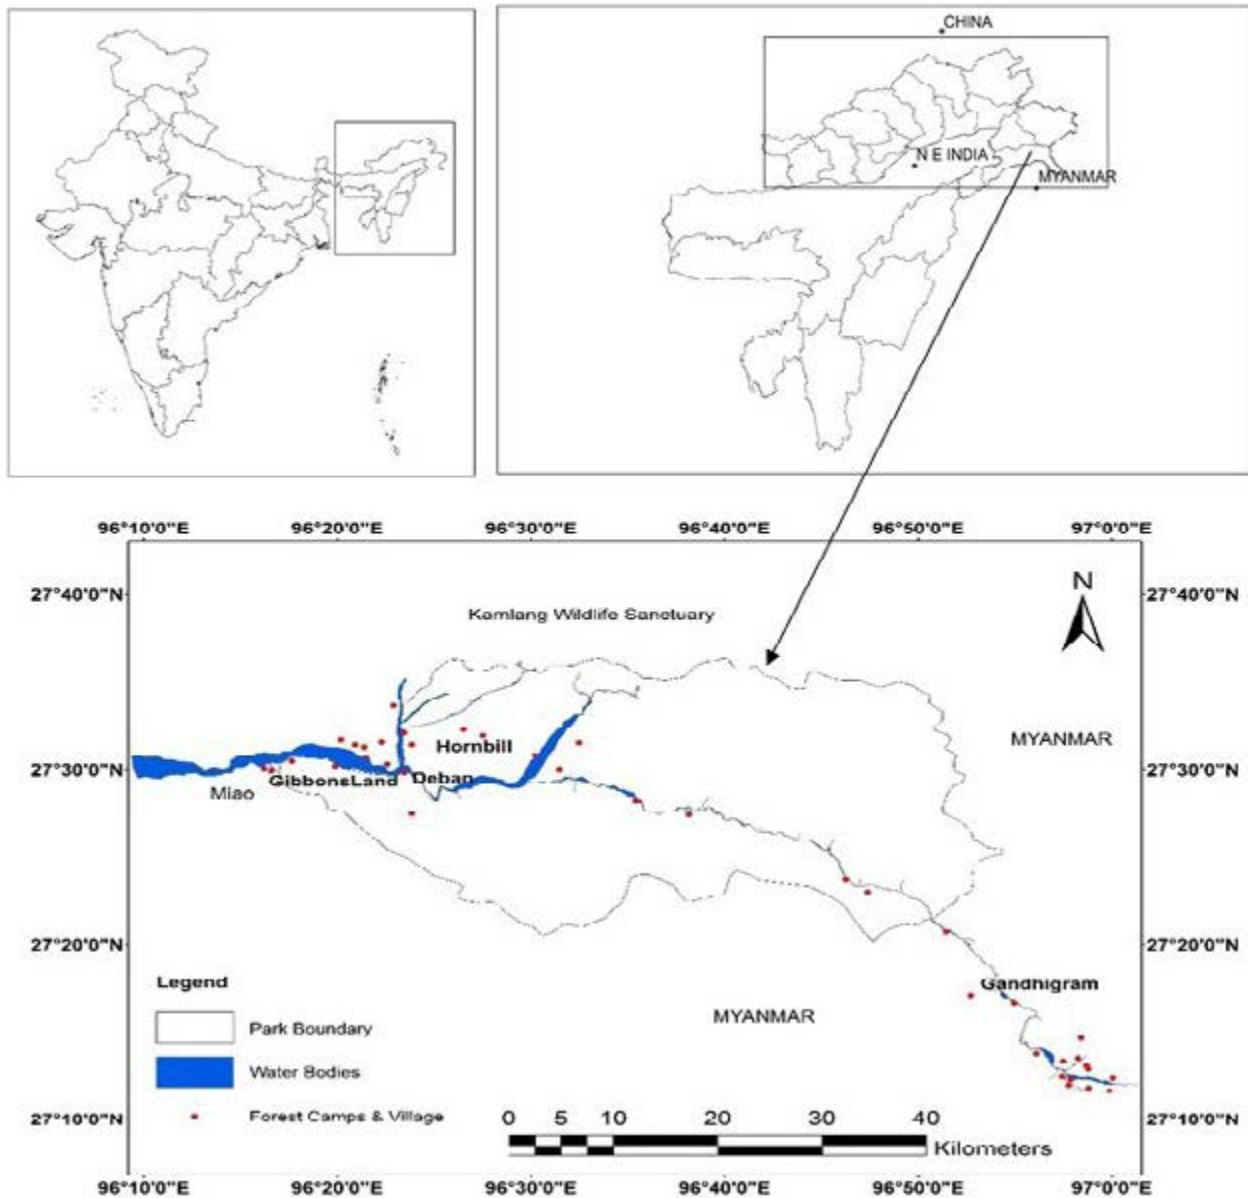 CHINA
N E INDIA
MYANMAR
96°10'0"E 96°20'0"E 96°30'0"E 96°40'0"E 96°50'0"E 97°0'0"E
N
27°40'0"N 27°40'0"N
Kamlang Wildlife Sanctuary
MYANMAR
Hornbill
27°30'0"N 27°30'0"N
GibbonsLand Deban
Miao
27°20'0"N 27°20'0"N
Gandhigram
Legend
MYANMAR
Park Boundary
Water Bodies
Forest Camps & Village
27°10'0"N 27°10'0"N
0 5 10 20 30 40
Kilometers
96°10'0"E 96°20'0"E 96°30'0"E 96°40'0"E 96°50'0"E 97°0'0"E